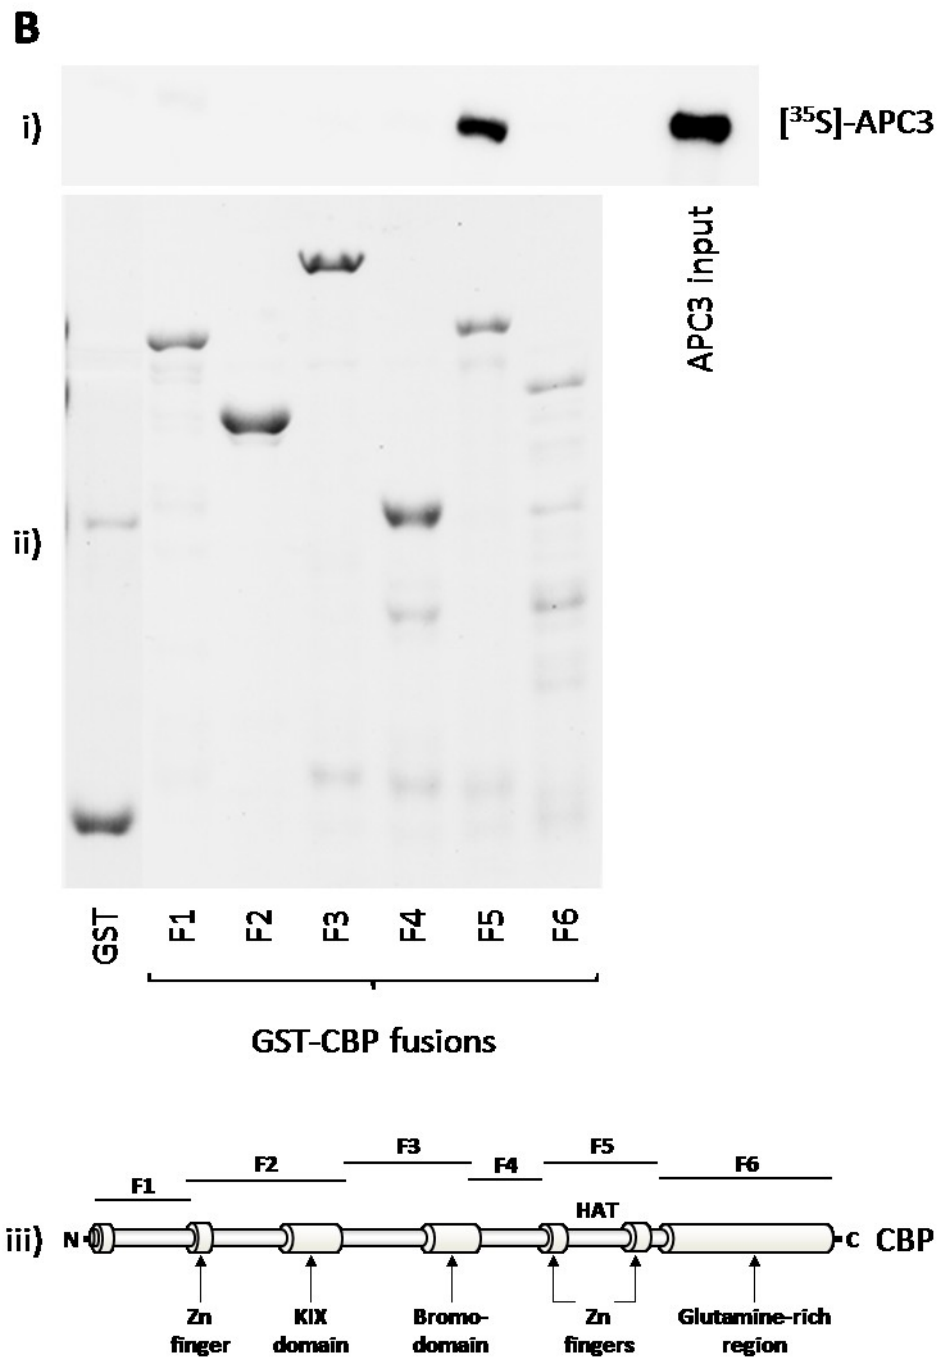 B
i)
[³⁵S]-APC3
APC3 input
ii)
GST
F1
F2
F3
F4
F5
F6
GST-CBP fusions
F1
F2
F3
F4
F5
F6
HAT
iii)
N
C
CBP
Zn
finger
KIX
domain
Bromo-
domain
Zn
fingers
Glutamine-rich
region